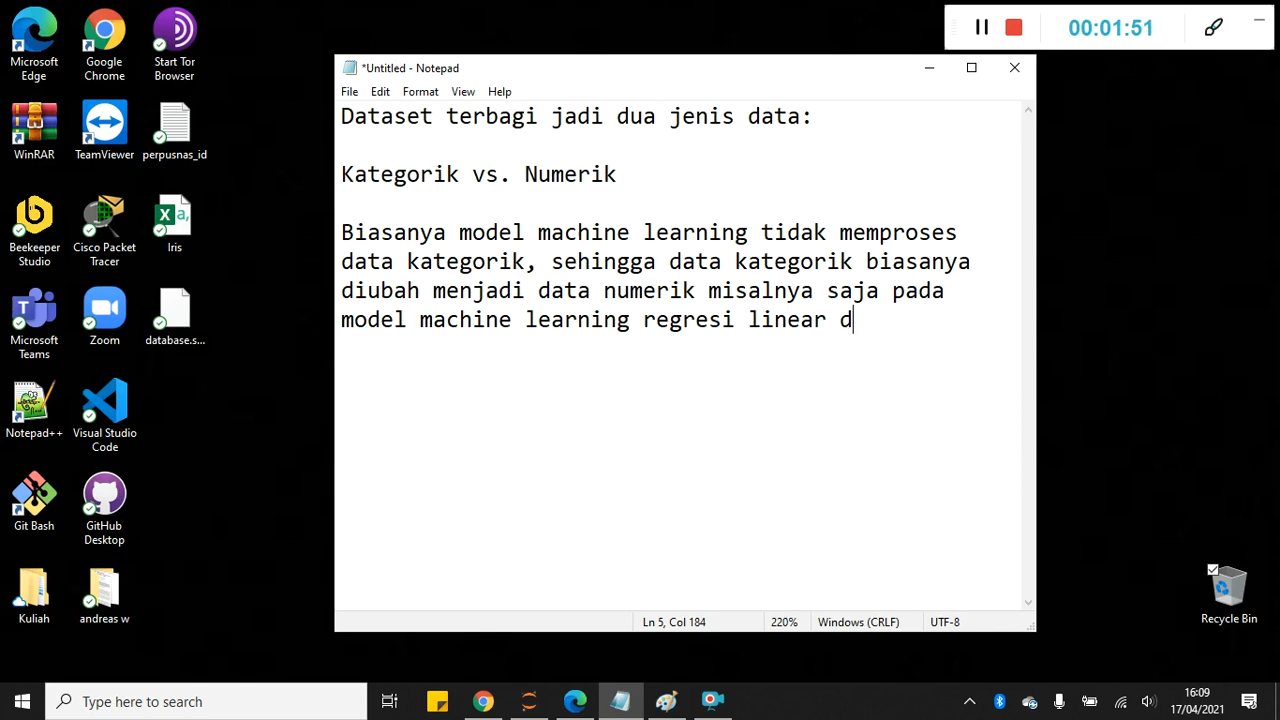 Microsoft
Edge
Google
Chrome
Start Tor
Browser
00:01:51
*Untitled - Notepad
File Edit Format View Help
Dataset terbagi jadi dua jenis data:
Kategorik vs. Numerik
Biasanya model machine learning tidak memproses
data kategorik, sehingga data kategorik biasanya
diubah menjadi data numerik misalnya saja pada
model machine learning regresi linear d
Ln 5, Col 184 220% Windows (CRLF) UTF-8
WinRAR
TeamViewer
perpusnas_id
Beekeeper
Studio
Cisco Packet
Tracer
Iris
Microsoft
Teams
Zoom
database.s...
Notepad++
Visual Studio
Code
Git Bash
GitHub
Desktop
Kuliah
andreas w
Recycle Bin
Type here to search
16:09
17/04/2021